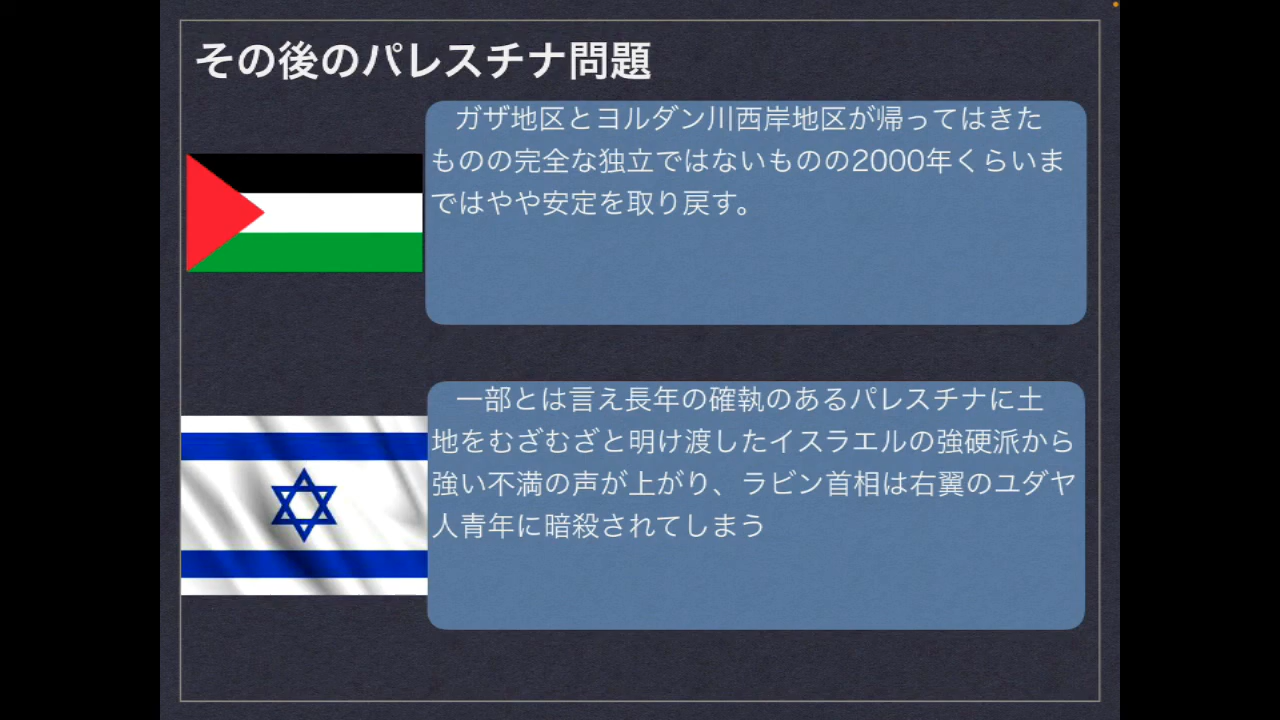 その後のパレスチナ問題
ガザ地区とヨルダン川西岸地区が帰ってはきた
ものの完全な独立ではないものの2000年くらいま
ではやや安定を取り戻す。
一部とは言え長年の確執のあるパレスチナに土
地をむざむざと明け渡したイスラエルの強硬派から
強い不満の声が上がり、ラビン首相は右翼のユダヤ
人青年に暗殺されてしまう